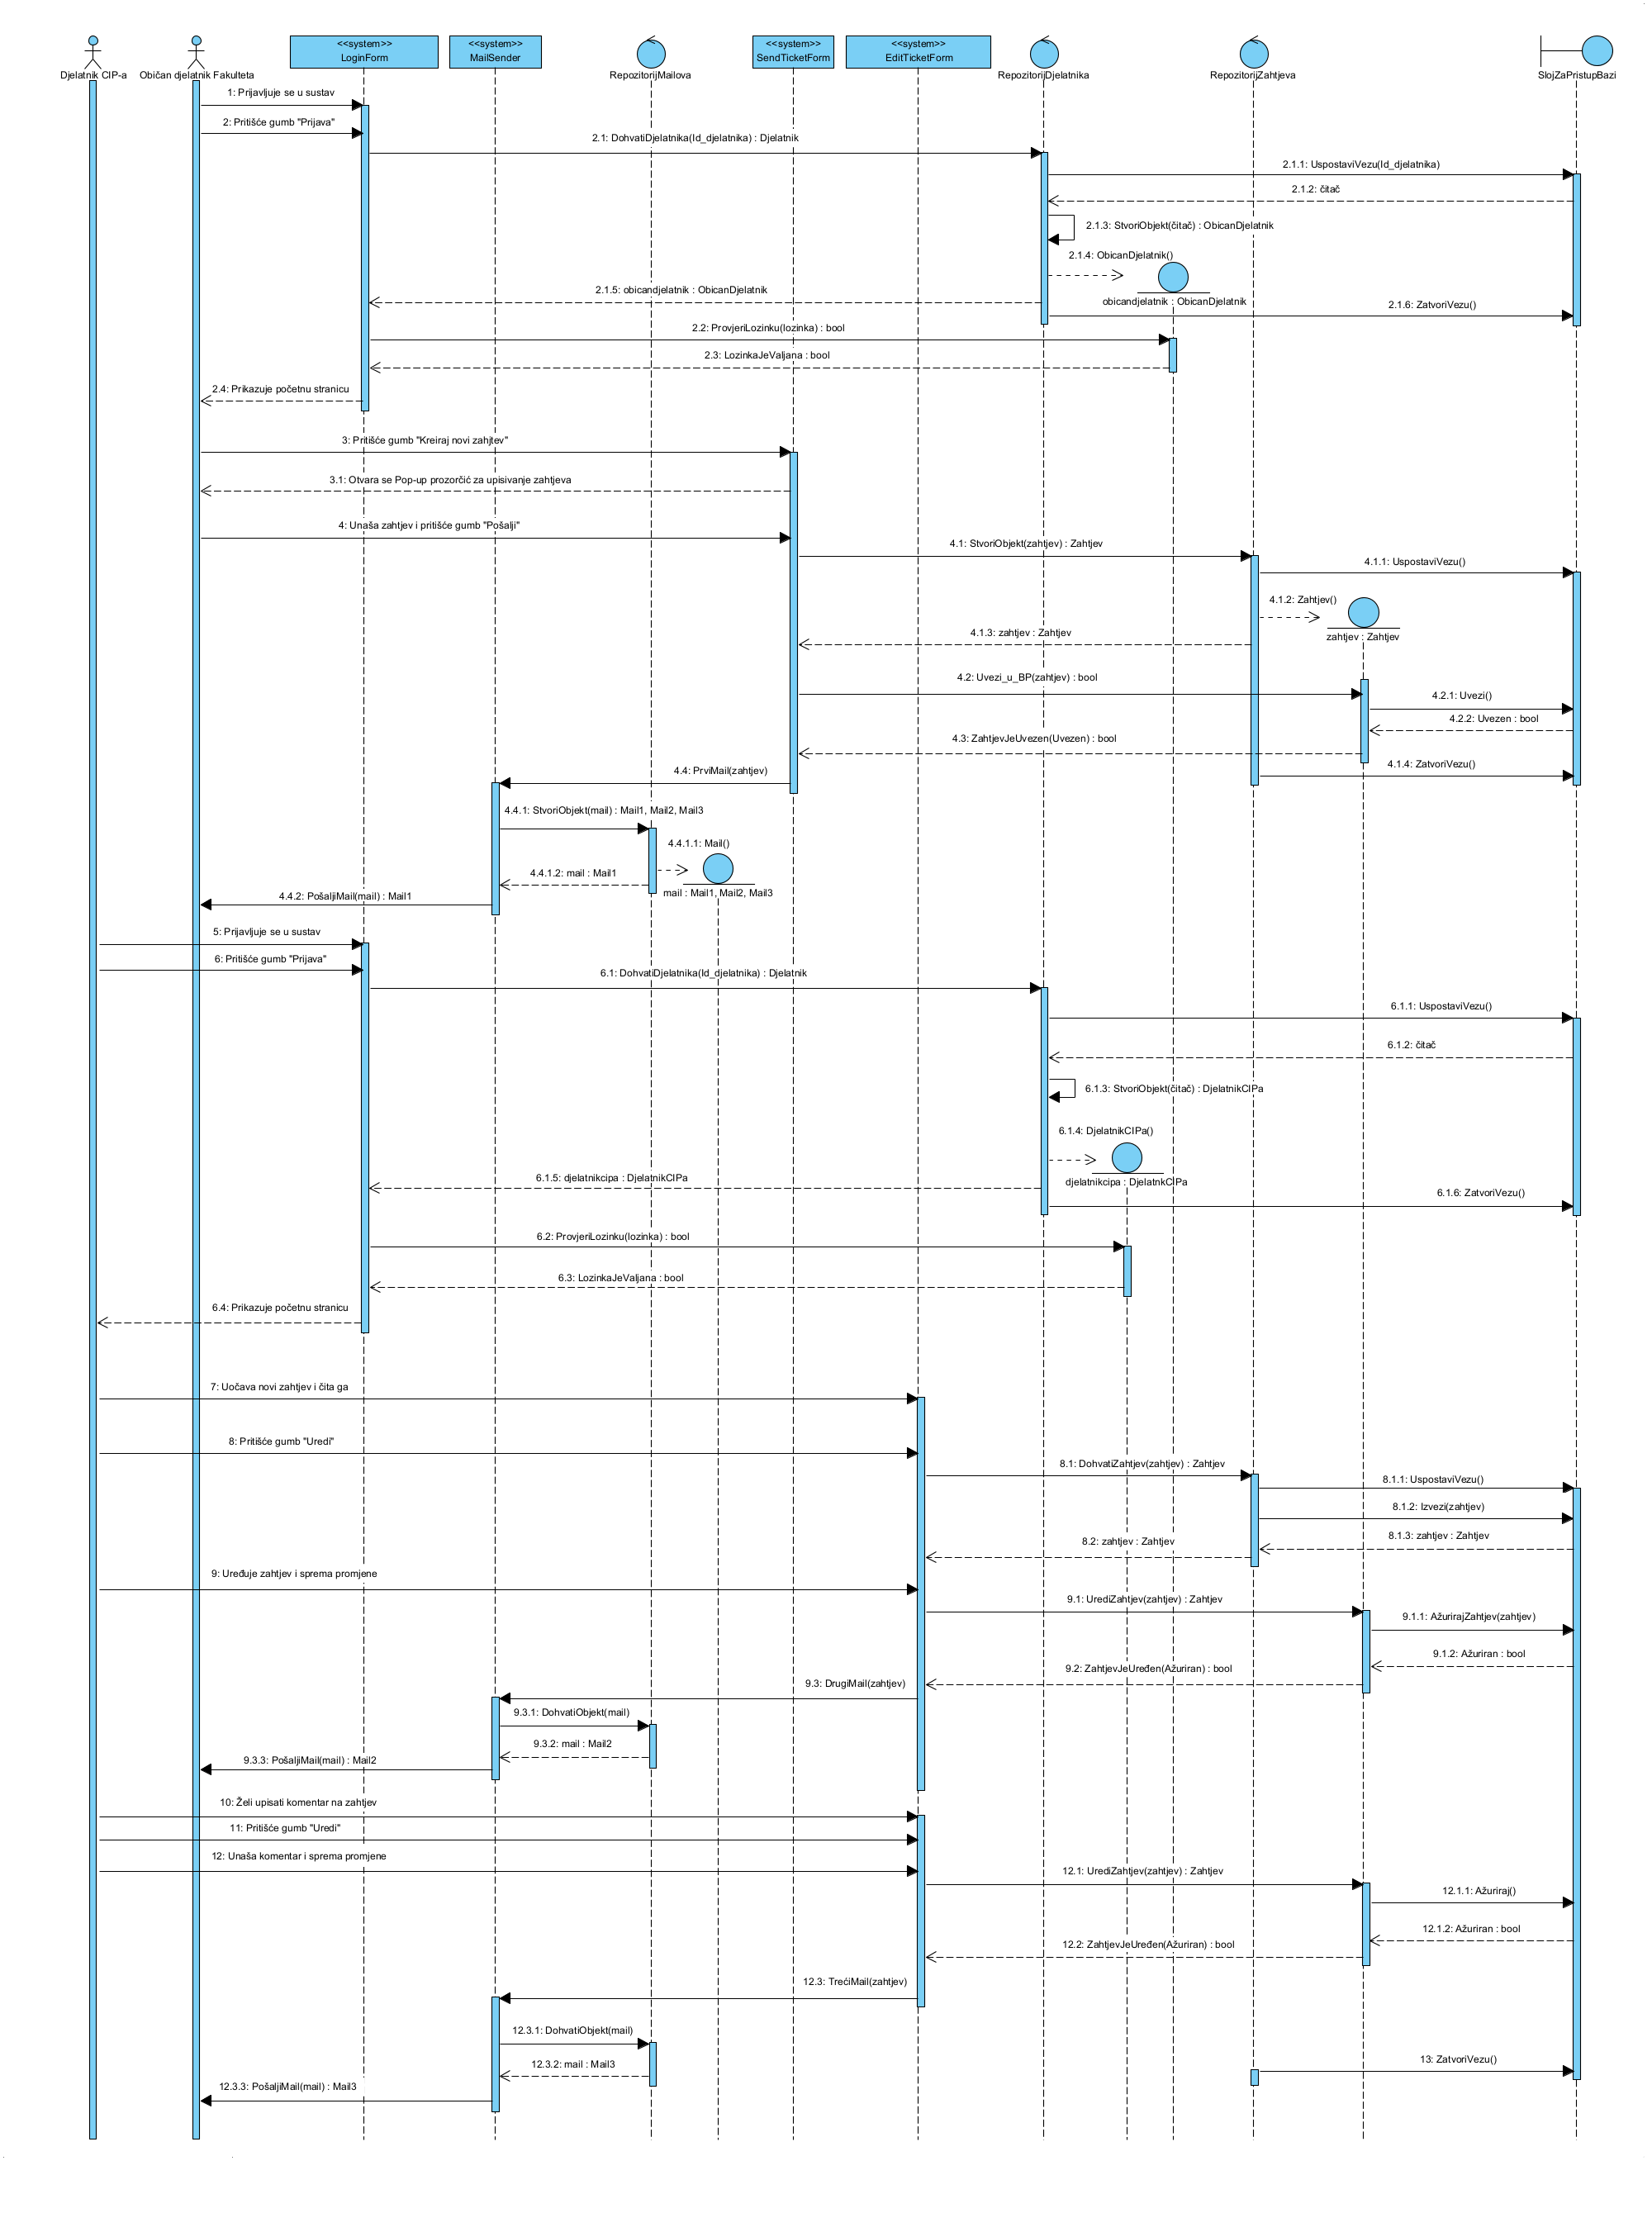 <<system>>
LoginForm
<<system>>
MailSender
<<system>>
SendTicketForm
<<system>>
EditTicketForm
Djelatnik CIP-a
Običan djelatnik Fakulteta
RepozitorijMailova
RepozitorijDjelatnika
RepozitorijZahtjeva
SlojZaPristupBazi
1: Prijavljuje se u sustav
2: Pritišće gumb "Prijava"
2.1: DohvatiDjelatnika(Id_djelatnika) : Djelatnik
2.1.1: UspostaviVezu(Id_djelatnika)
2.1.2: čitač
2.1.3: StvoriObjekt(čitač) : ObicanDjelatnik
2.1.4: ObicanDjelatnik()
obicandjelatnik : ObicanDjelatnik
2.1.5: obicandjelatnik : ObicanDjelatnik
2.1.6: ZatvoriVezu()
2.2: ProvjeriLozinku(lozinka) : bool
2.3: LozinkaJeValjana : bool
2.4: Prikazuje početnu stranicu
3: Pritišće gumb "Kreiraj novi zahjtev"
3.1: Otvara se Pop-up prozorčić za upisivanje zahtjeva
4: Unaša zahtjev i pritišće gumb "Pošalji"
4.1: StvoriObjekt(zahtjev) : Zahtjev
4.1.1: UspostaviVezu()
4.1.2: Zahtjev()
zahtjev : Zahtjev
4.1.3: zahtjev : Zahtjev
4.2: Uvezi_u_BP(zahtjev) : bool
4.2.1: Uvezi()
4.2.2: Uvezen : bool
4.3: ZahtjevJeUvezen(Uvezen) : bool
4.1.4: ZatvoriVezu()
4.4: PrviMail(zahtjev)
4.4.1: StvoriObjekt(mail) : Mail1, Mail2, Mail3
4.4.1.1: Mail()
4.4.1.2: mail : Mail1
mail : Mail1, Mail2, Mail3
4.4.2: PošaljiMail(mail) : Mail1
5: Prijavljuje se u sustav
6: Pritišće gumb "Prijava"
6.1: DohvatiDjelatnika(Id_djelatnika) : Djelatnik
6.1.1: UspostaviVezu()
6.1.2: čitač
6.1.3: StvoriObjekt(čitač) : DjelatnikCIPa
6.1.4: DjelatnikCIPa()
djelatnikcipa : DjelatnkCIPa
6.1.5: djelatnikcipa : DjelatnikCIPa
6.1.6: ZatvoriVezu()
6.2: ProvjeriLozinku(lozinka) : bool
6.3: LozinkaJeValjana : bool
6.4: Prikazuje početnu stranicu
7: Uočava novi zahtjev i čita ga
8: Pritišće gumb "Uredi"
8.1: DohvatiZahtjev(zahtjev) : Zahtjev
8.1.1: UspostaviVezu()
8.1.2: Izvezi(zahtjev)
8.1.3: zahtjev : Zahtjev
8.2: zahtjev : Zahtjev
9: Uređuje zahtjev i sprema promjene
9.1: UrediZahtjev(zahtjev) : Zahtjev
9.1.1: AžurirajZahtjev(zahtjev)
9.1.2: Ažuriran : bool
9.2: ZahtjevJeUređen(Ažuriran) : bool
9.3: DrugiMail(zahtjev)
9.3.1: DohvatiObjekt(mail)
9.3.2: mail : Mail2
9.3.3: PošaljiMail(mail) : Mail2
10: Želi upisati komentar na zahtjev
11: Pritišće gumb "Uredi"
12: Unaša komentar i sprema promjene
12.1: UrediZahtjev(zahtjev) : Zahtjev
12.1.1: Ažuriraj()
12.1.2: Ažuriran : bool
12.2: ZahtjevJeUređen(Ažuriran) : bool
12.3: TrećiMail(zahtjev)
12.3.1: DohvatiObjekt(mail)
12.3.2: mail : Mail3
13: ZatvoriVezu()
12.3.3: PošaljiMail(mail) : Mail3